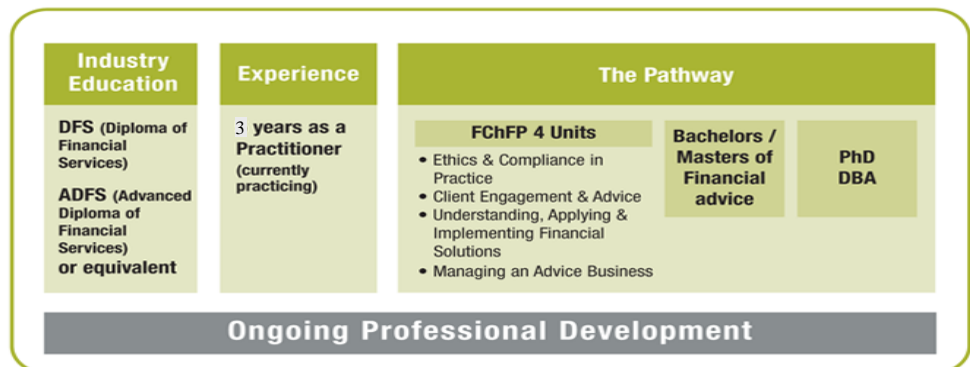 Industry
Education
DFS (Diploma of
Financial
Services)
ADFS (Advanced
Diploma of
Financial
Services)
or equivalent
Experience
3 years as a
Practitioner
(currently
practicing)
The Pathway
FChFP 4 Units
• Ethics & Compliance in
Practice
• Client Engagement & Advice
• Understanding, Applying &
Implementing Financial
Solutions
• Managing an Advice Business
Bachelors /
Masters of
Financial
advice
PhD
DBA
Ongoing Professional Development